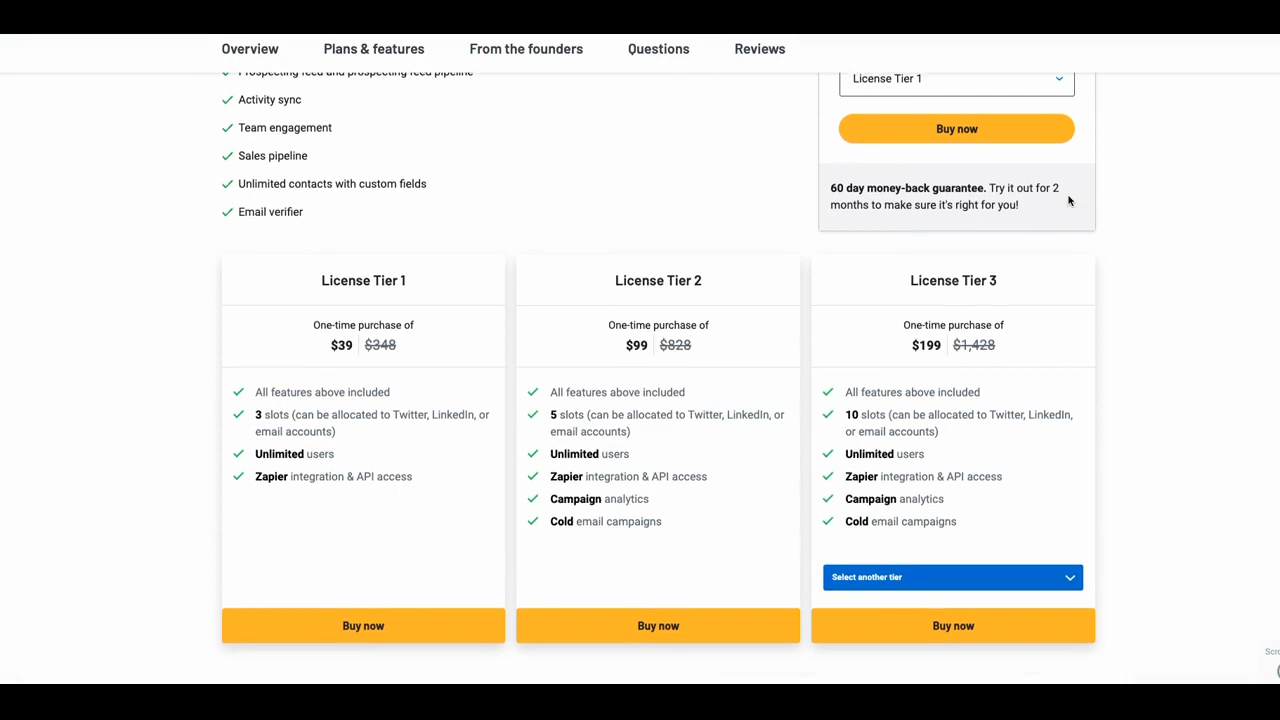 Overview Plans & features From the founders Questions Reviews
Prospecting feed and prospecting feed pipeline
Activity sync
Team engagement
Sales pipeline
Unlimited contacts with custom fields
Email verifier
License Tier 1
Buy now
60 day money-back guarantee. Try it out for 2
months to make sure it's right for you!
License Tier 1
One-time purchase of
$39 $348
All features above included
3 slots (can be allocated to Twitter, LinkedIn, or
email accounts)
Unlimited users
Zapier integration & API access
Buy now
License Tier 2
One-time purchase of
$99 $828
All features above included
5 slots (can be allocated to Twitter, LinkedIn, or
email accounts)
Unlimited users
Zapier integration & API access
Campaign analytics
Cold email campaigns
Buy now
License Tier 3
One-time purchase of
$199 $1,428
All features above included
10 slots (can be allocated to Twitter, LinkedIn,
or email accounts)
Unlimited users
Zapier integration & API access
Campaign analytics
Cold email campaigns
Select another tier
Buy now